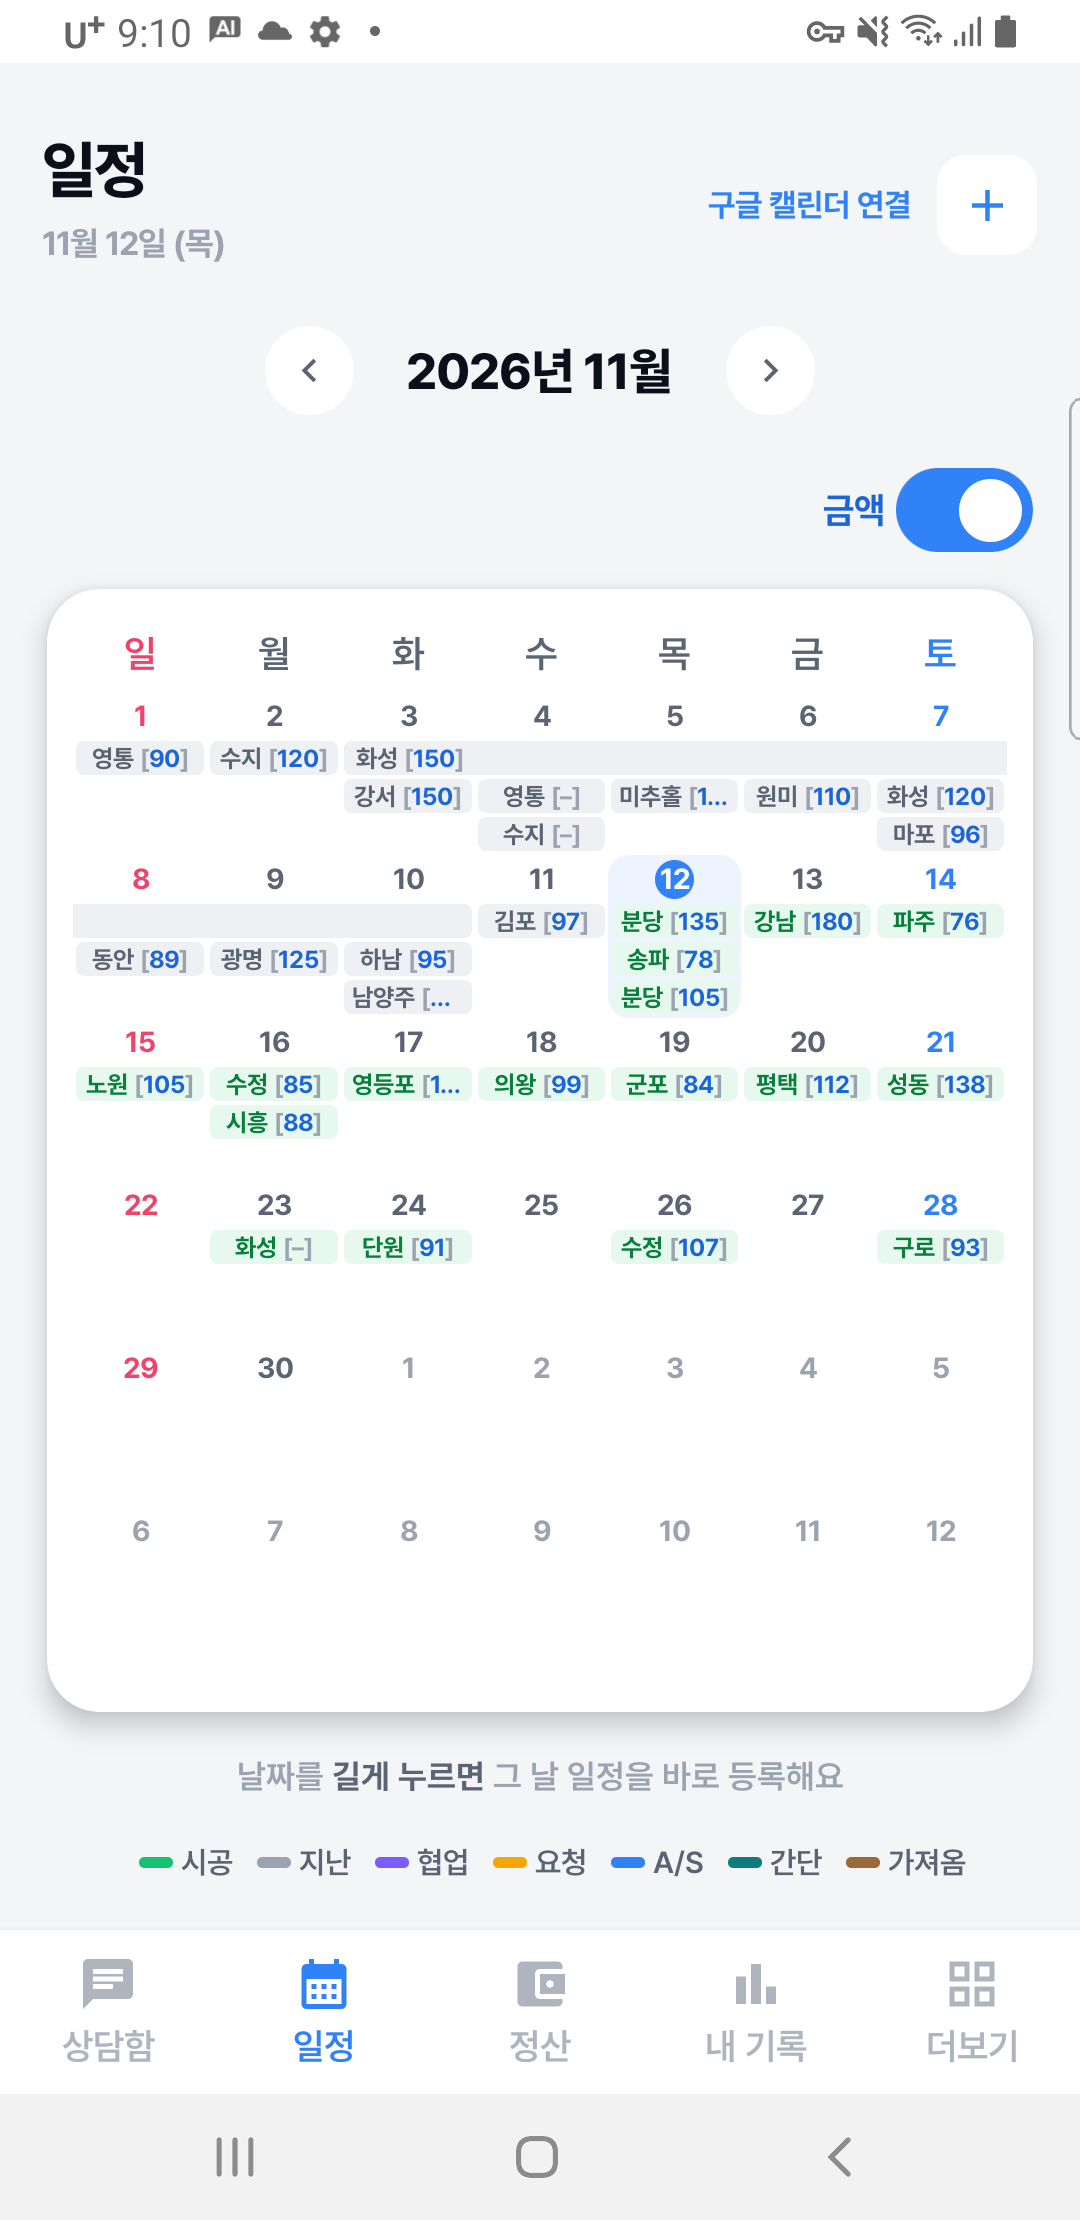 U+ 9:10 AI
일정
11월 12일 (목)
구글 캘린더 연결
2026년 11월
금액
일 월 화 수 목 금 토
1 2 3 4 5 6 7
영통 [90] 수지 [120] 화성 [150]
강서 [150] 영통 [–] 미추홀 [1... 원미 [110] 화성 [120]
수지 [–] 마포 [96]
8 9 10 11 12 13 14
김포 [97] 분당 [135] 강남 [180] 파주 [76]
동안 [89] 광명 [125] 하남 [95] 송파 [78]
남양주 [... 분당 [105]
15 16 17 18 19 20 21
노원 [105] 수정 [85] 영등포 [1... 의왕 [99] 군포 [84] 평택 [112] 성동 [138]
시흥 [88]
22 23 24 25 26 27 28
화성 [–] 단원 [91] 수정 [107] 구로 [93]
29 30 1 2 3 4 5
6 7 8 9 10 11 12
날짜를 길게 누르면 그 날 일정을 바로 등록해요
시공 지난 협업 요청 A/S 간단 가져옴
상담함 일정 정산 내 기록 더보기